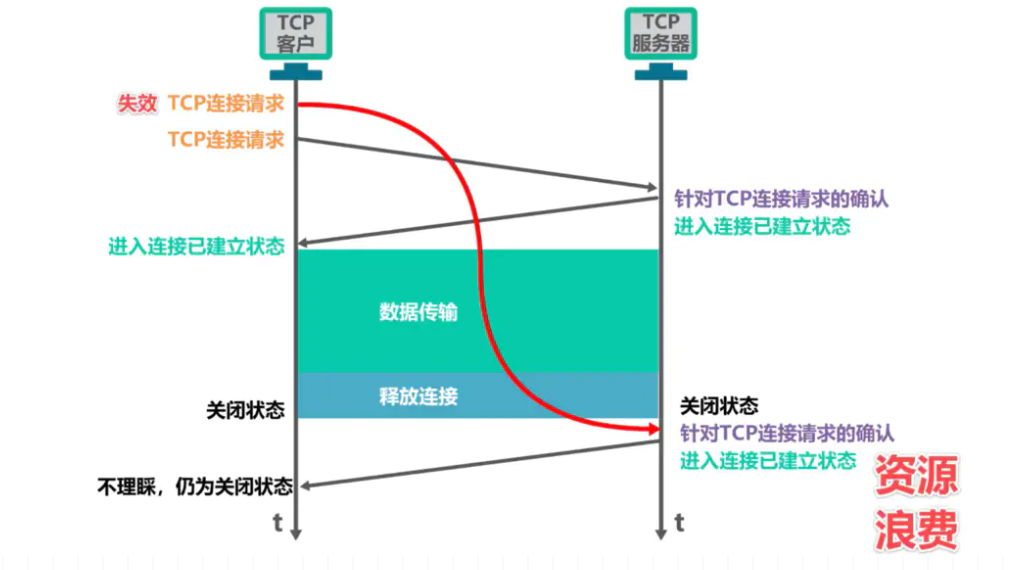 TCP
客户
TCP
服务器
失效 TCP连接请求
TCP连接请求
针对TCP连接请求的确认
进入连接已建立状态
进入连接已建立状态
数据传输
释放连接
关闭状态
关闭状态
针对TCP连接请求的确认
进入连接已建立状态
资源
浪费
不理睬，仍为关闭状态
t
t